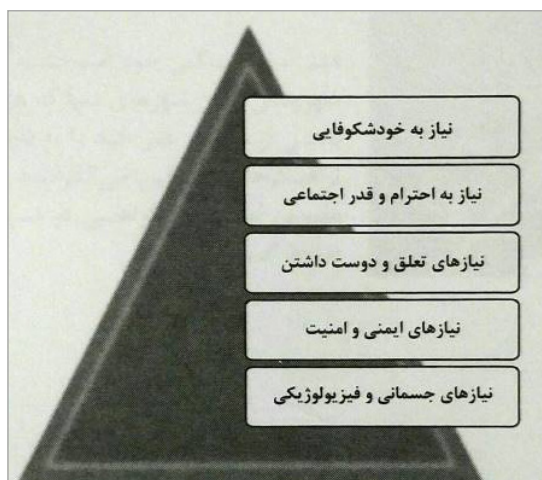 نیاز به خودشکوفایی
نیاز به احترام و قدر اجتماعی
نیازهای تعلق و دوست داشتن
نیازهای ایمنی و امنیت
نیازهای جسمانی و فیزیولوژیکی